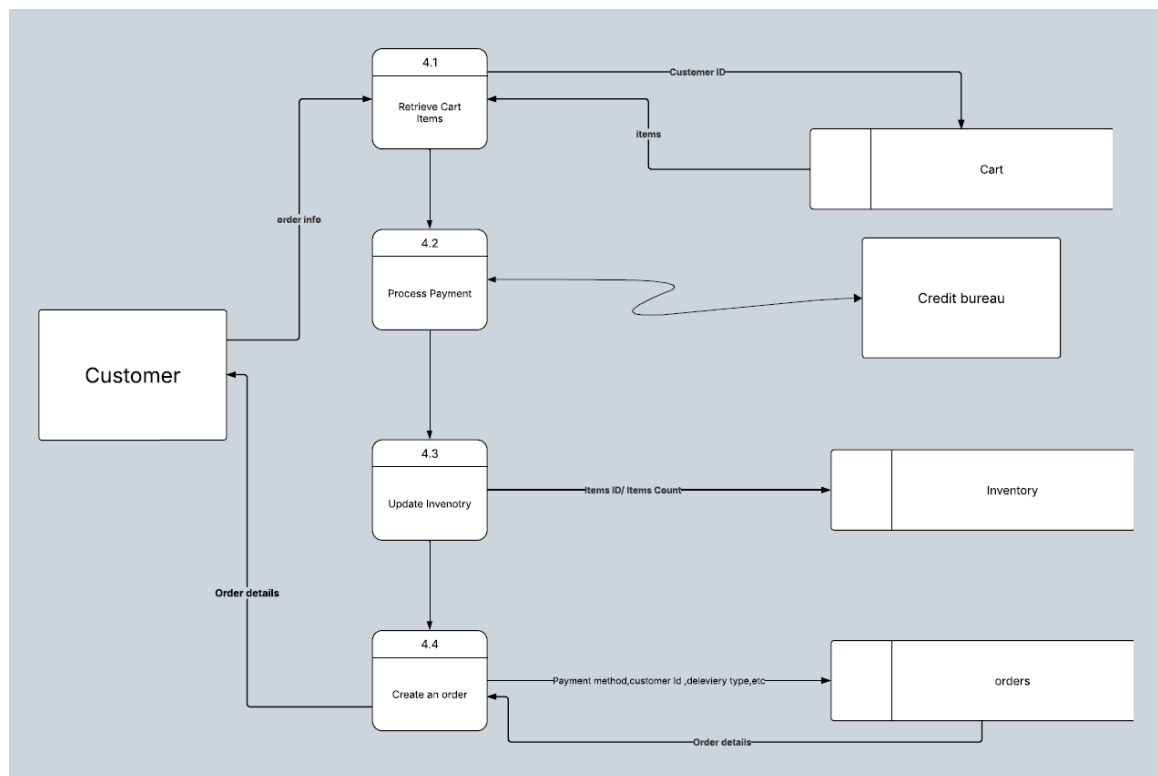 4.1
Customer ID
Retrieve Cart
Items
items
Cart
order info
4.2
Process Payment
Credit bureau
Customer
4.3
Update Invenotry
Items ID/ Items Count
Inventory
Order details
4.4
Create an order
Payment method,customer Id ,deleviery type,etc
orders
Order details